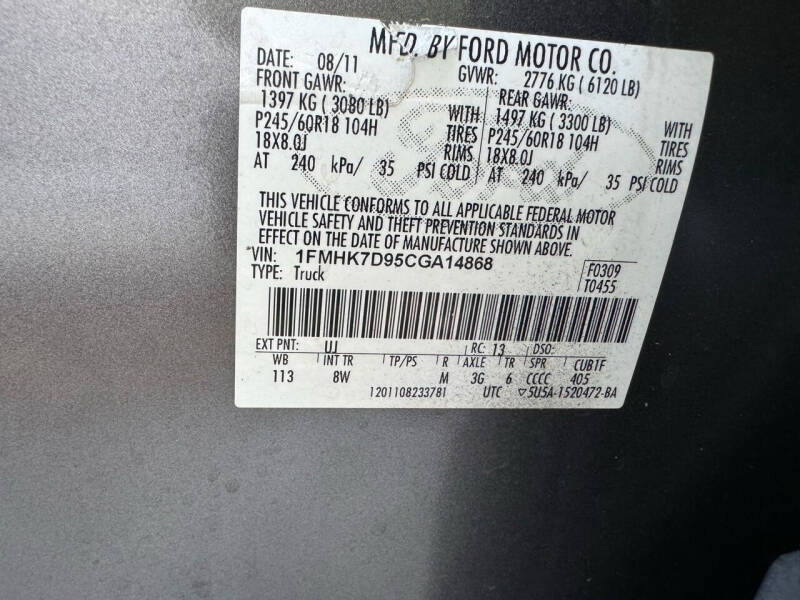 MFD. BY FORD MOTOR CO.
DATE: 08/11 GVWR: 2776 KG ( 6120 LB)
FRONT GAWR: REAR GAWR:
1397 KG ( 3080 LB) WITH 1497 KG ( 3300 LB) WITH
P245/60R18 104H TIRES P245/60R18 104H TIRES
18X8.0J RIMS 18X8.0J RIMS
AT 240 kPa/ 35 PSI COLD AT 240 kPa/ 35 PSI COLD
THIS VEHICLE CONFORMS TO ALL APPLICABLE FEDERAL MOTOR
VEHICLE SAFETY AND THEFT PREVENTION STANDARDS IN
EFFECT ON THE DATE OF MANUFACTURE SHOWN ABOVE.
VIN: 1FMHK7D95CGA14868 F0309
TYPE: Truck T0455
EXT PNT: UJ RC: 13 DSO:
WB INT TR TP/PS R AXLE TR SPR CUBTF
113 8W M 3G 6 CCCC 405
1201108233781 UTC ▽5U5A-1520472-BA